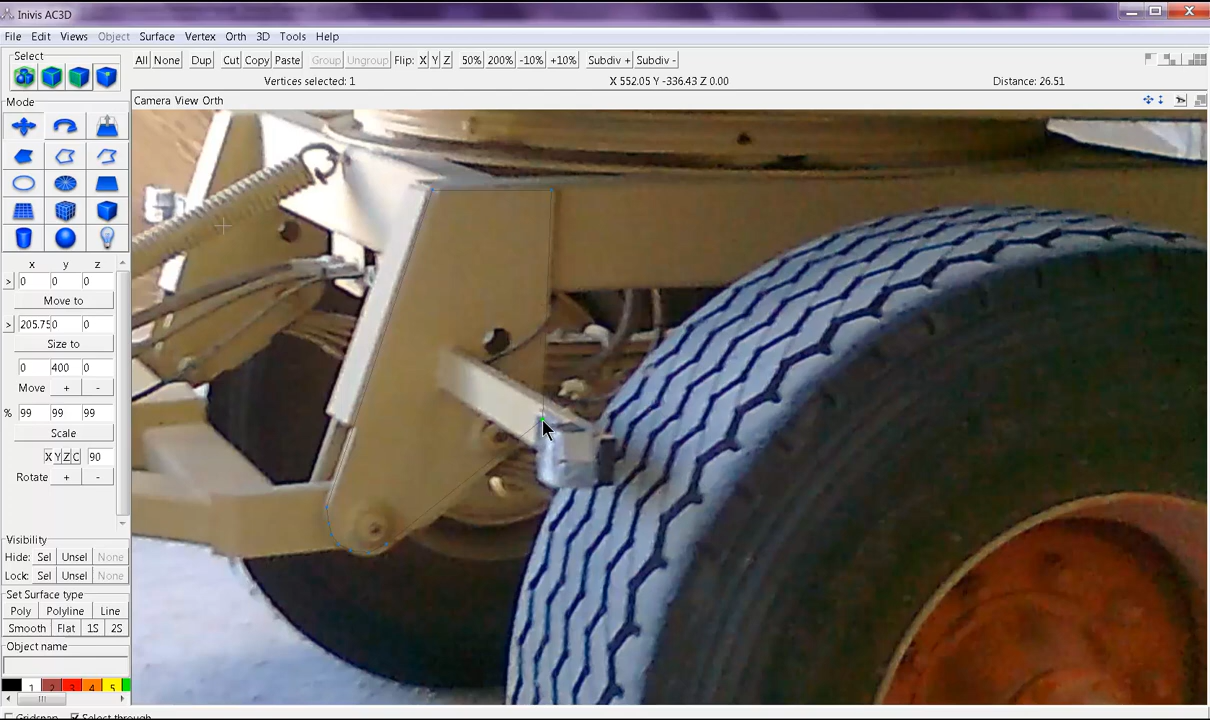 Inivis AC3D
File Edit Views Object Surface Vertex Orth 3D Tools Help
Select
All None Dup Cut Copy Paste Group Ungroup Flip: X Y Z 50% 200% -10% +10% Subdiv + Subdiv -
Vertices selected: 1 X 552.05 Y -336.43 Z 0.00 Distance: 26.51
Mode
Camera View Orth
x y z
> 0 0 0
Move to
> 205.75 0 0
Size to
0 400 0
Move + -
% 99 99 99
Scale
X Y Z C 90
Rotate + -
Visibility
Hide: Sel Unsel None
Lock: Sel Unsel None
Set Surface type
Poly Polyline Line
Smooth Flat 1S 2S
Object name
1 2 3 4 5
Gridsnap Select through